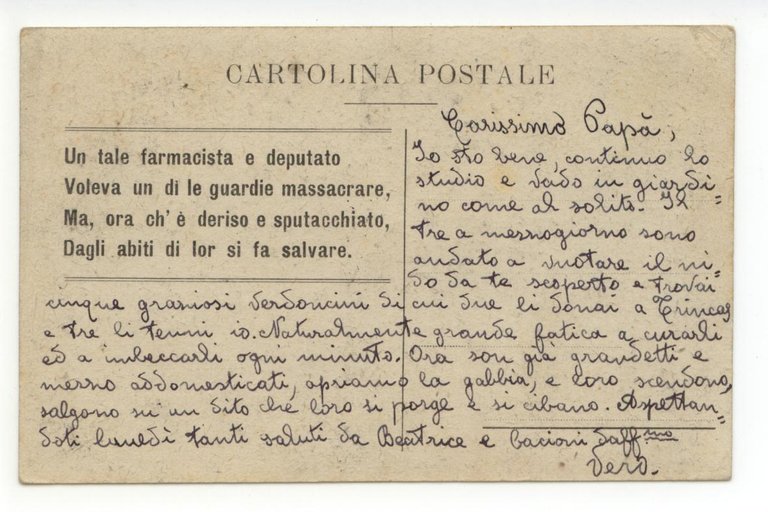 CARTOLINA POSTALE
Un tale farmacista e deputato
Voleva un dì le guardie massacrare,
Ma, ora ch' è deriso e sputacchiato,
Dagli abiti di lor si fa salvare.
Carissimo Papà,
Io sto bene, continuo lo
studio e vado in giardi=
no come al solito. Il
tre a mezzogiorno sono
andato a vuotare il ni=
do da te scoperto e trovai
cinque graziosi verdoncini di cui due li donai a
e tre li tenni io. Naturalmente grande fatica a curarli
ed a imbeccarli ogni minuto. Ora son già grandetti e
mezzo addomesticati, apriamo la gabbia, e loro scendono,
salgono su un dito che loro si porge e si cibano. Aspettan=
doti lunedì tanti saluti da Beatrice e bacioni daff.mo